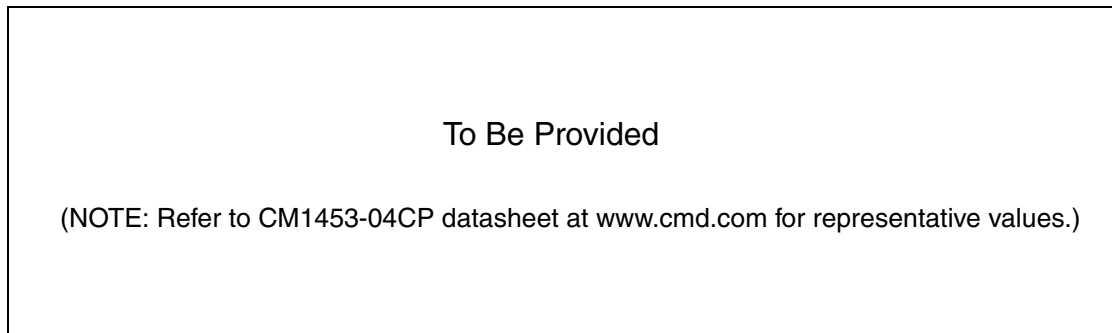 To Be Provided
(NOTE: Refer to CM1453-04CP datasheet at www.cmd.com for representative values.)